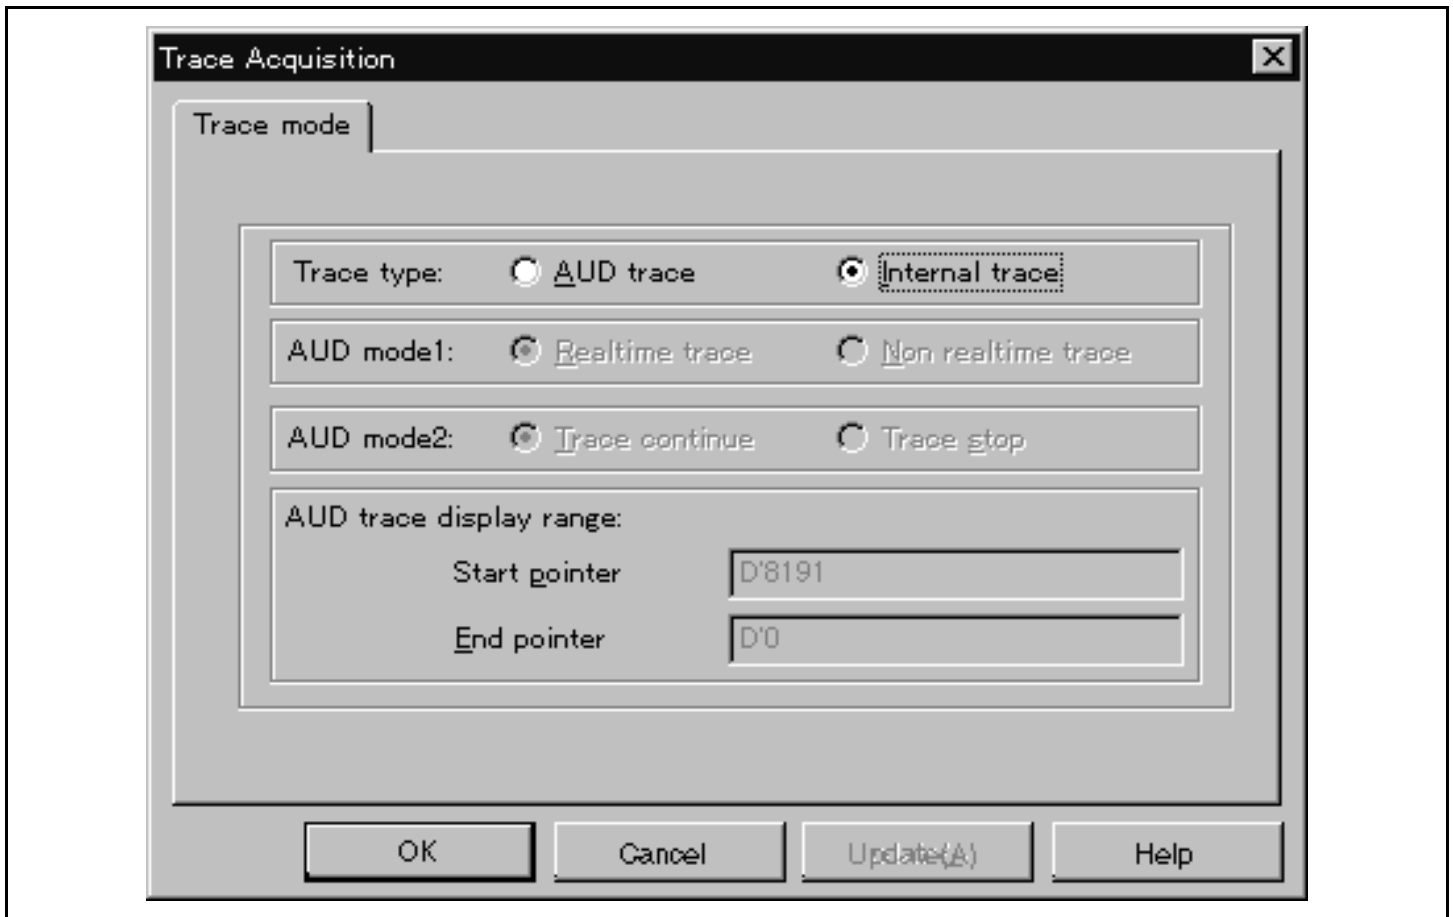 Trace Acquisition
Trace mode
Trace type: AUD trace Internal trace
AUD mode1: Realtime trace Non realtime trace
AUD mode2: Trace continue Trace stop
AUD trace display range:
Start pointer D'8191
End pointer D'0
OK Cancel Update(A) Help